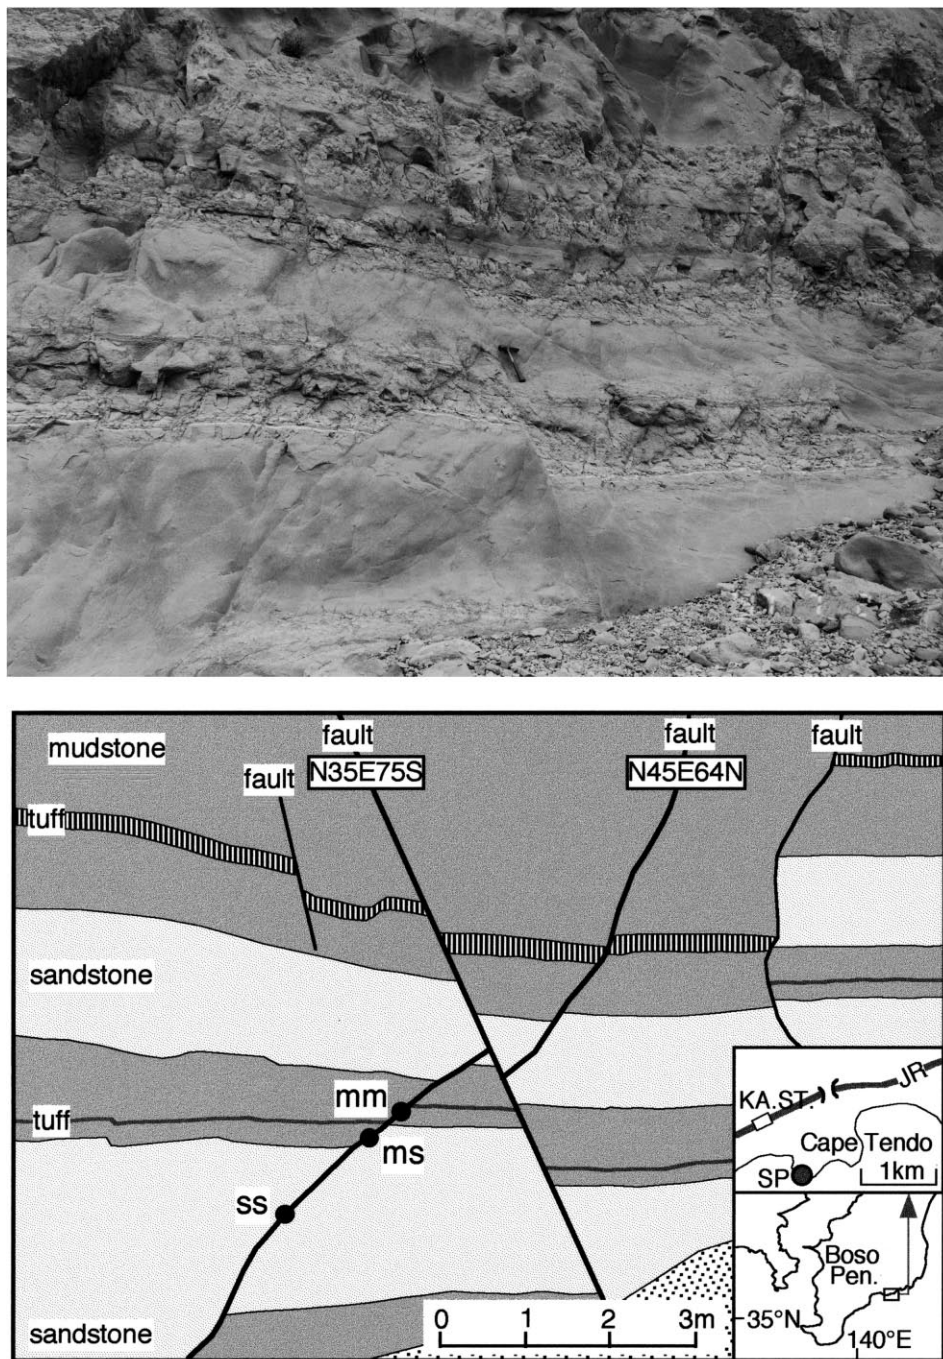 mudstone
fault
fault
N35E75S
fault
N45E64N
fault
tuff
sandstone
mm
tuff
ms
ss
sandstone
0 1 2 3m
KA.ST.
JR
Cape Tendo
SP
1km
Boso
Pen.
35°N
140°E